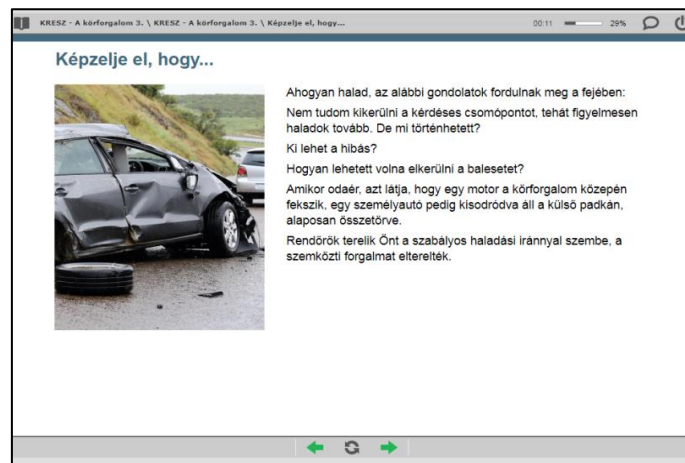 KRESZ - A körforgalom 3. \ KRESZ - A körforgalom 3. \ Képzelje el, hogy...
00:11
29%
Képzelje el, hogy...
Ahogyan halad, az alábbi gondolatok fordulnak meg a fejében:
Nem tudom kikerülni a kérdéses csomópontot, tehát figyelmesen
haladok tovább. De mi történhetett?
Ki lehet a hibás?
Hogyan lehetett volna elkerülni a balesetet?
Amikor odaér, azt látja, hogy egy motor a körforgalom közepén
fekszik, egy személyautó pedig kisodródva áll a külső padkán,
alaposan összetörve.
Rendőrök terelik Önt a szabályos haladási iránnyal szembe, a
szemközti forgalmat elterelték.